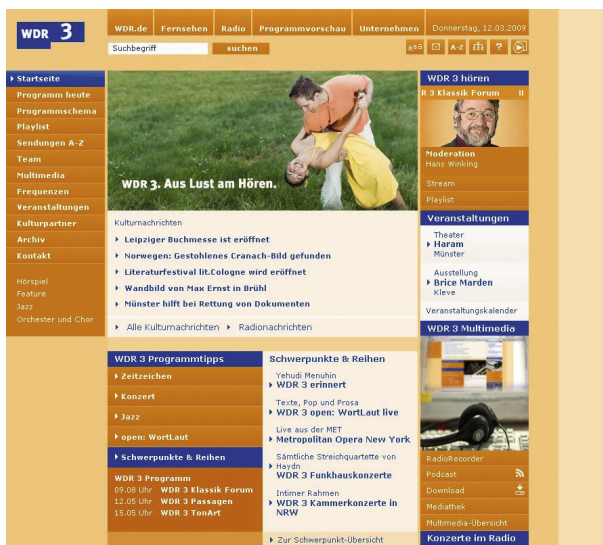 WDR 3
WDR.de Fernsehen Radio Programmvorschau Unternehmen Donnerstag, 12.03.2009
Suchbegriff suchen
A-Z ?
Startseite
Programm heute
Programmschema
Playlist
Sendungen A-Z
Team
Multimedia
Frequenzen
Veranstaltungen
Kulturpartner
Archiv
Kontakt
Hörspiel
Feature
Jazz
Orchester und Chor
WDR 3. Aus Lust am Hören.
Kulturnachrichten
Leipziger Buchmesse ist eröffnet
Norwegen: Gestohlenes Cranach-Bild gefunden
Literaturfestival lit.Cologne wird eröffnet
Wandbild von Max Ernst in Brühl
Münster hilft bei Rettung von Dokumenten
Alle Kulturnachrichten Radionachrichten
WDR 3 Programmtipps
Zeitzeichen
Konzert
Jazz
open: WortLaut
Schwerpunkte & Reihen
WDR 3 Programm
09.08 Uhr WDR 3 Klassik Forum
12.05 Uhr WDR 3 Passagen
15.05 Uhr WDR 3 TonArt
Schwerpunkte & Reihen
Yehudi Menuhin
WDR 3 erinnert
Texte, Pop und Prosa
WDR 3 open: WortLaut live
Live aus der MET
Metropolitan Opera New York
Sämtliche Streichquartette von
Haydn
WDR 3 Funkhauskonzerte
Intimer Rahmen
WDR 3 Kammerkonzerte in
NRW
Zur Schwerpunkt-Übersicht
WDR 3 hören
R 3 Klassik Forum
Moderation
Hans Winking
Stream
Playlist
Veranstaltungen
Theater
Haram
Münster
Ausstellung
Brice Marden
Kleve
Veranstaltungskalender
WDR 3 Multimedia
RadioRecorder
Podcast
Download
Mediathek
Multimedia-Übersicht
Konzerte im Radio